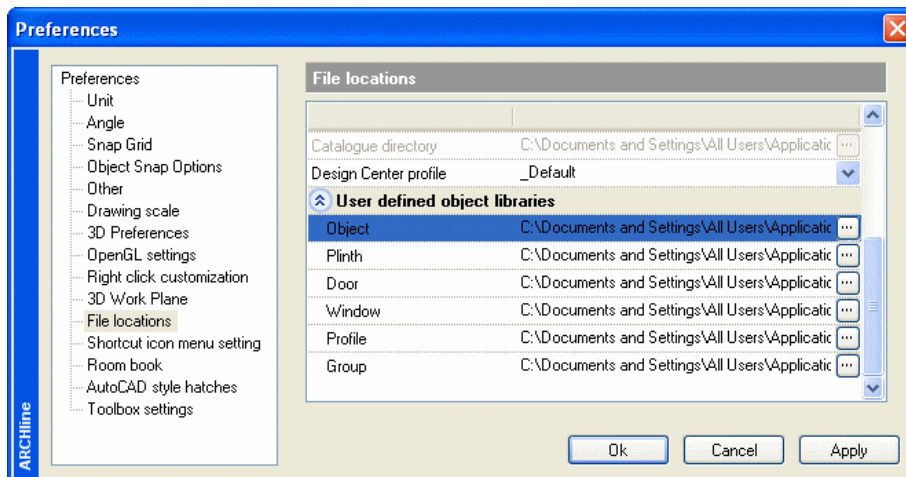 Preferences
ARCHline
Preferences
Unit
Angle
Snap Grid
Object Snap Options
Other
Drawing scale
3D Preferences
OpenGL settings
Right click customization
3D Work Plane
File locations
Shortcut icon menu setting
Room book
AutoCAD style hatches
Toolbox settings
File locations
Catalogue directory C:\Documents and Settings\All Users\Applicatic ...
Design Center profile _Default
User defined object libraries
Object C:\Documents and Settings\All Users\Applicatic ...
Plinth C:\Documents and Settings\All Users\Applicatic ...
Door C:\Documents and Settings\All Users\Applicatic ...
Window C:\Documents and Settings\All Users\Applicatic ...
Profile C:\Documents and Settings\All Users\Applicatic ...
Group C:\Documents and Settings\All Users\Applicatic ...
Ok Cancel Apply